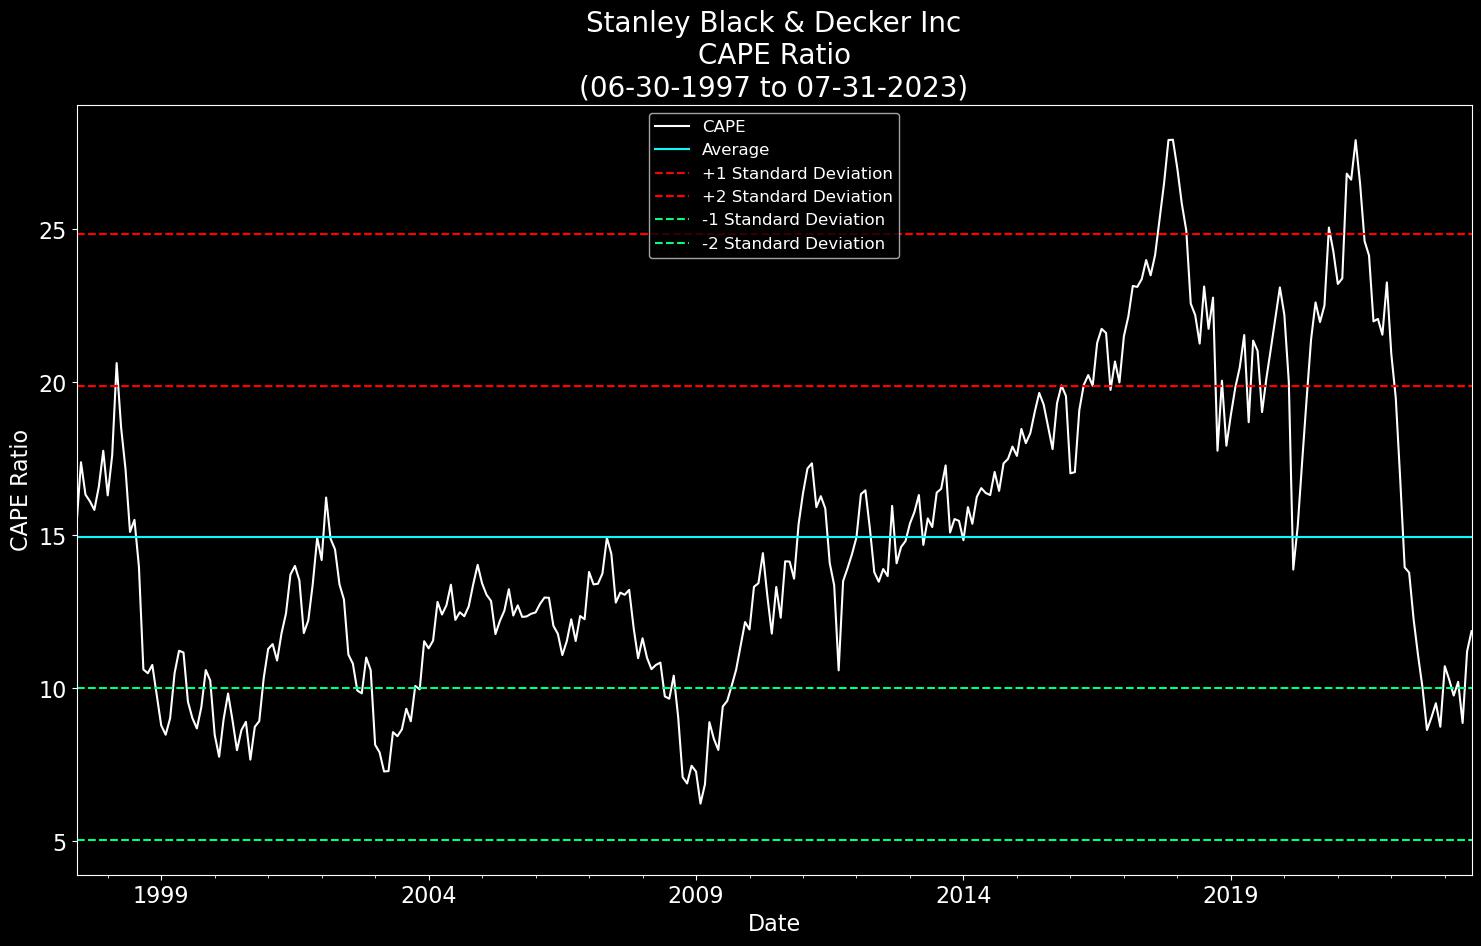 Stanley Black & Decker Inc
CAPE Ratio
(06-30-1997 to 07-31-2023)
CAPE
Average
+1 Standard Deviation
+2 Standard Deviation
-1 Standard Deviation
-2 Standard Deviation
25
20
15
10
5
CAPE Ratio
1999 2004 2009 2014 2019
Date